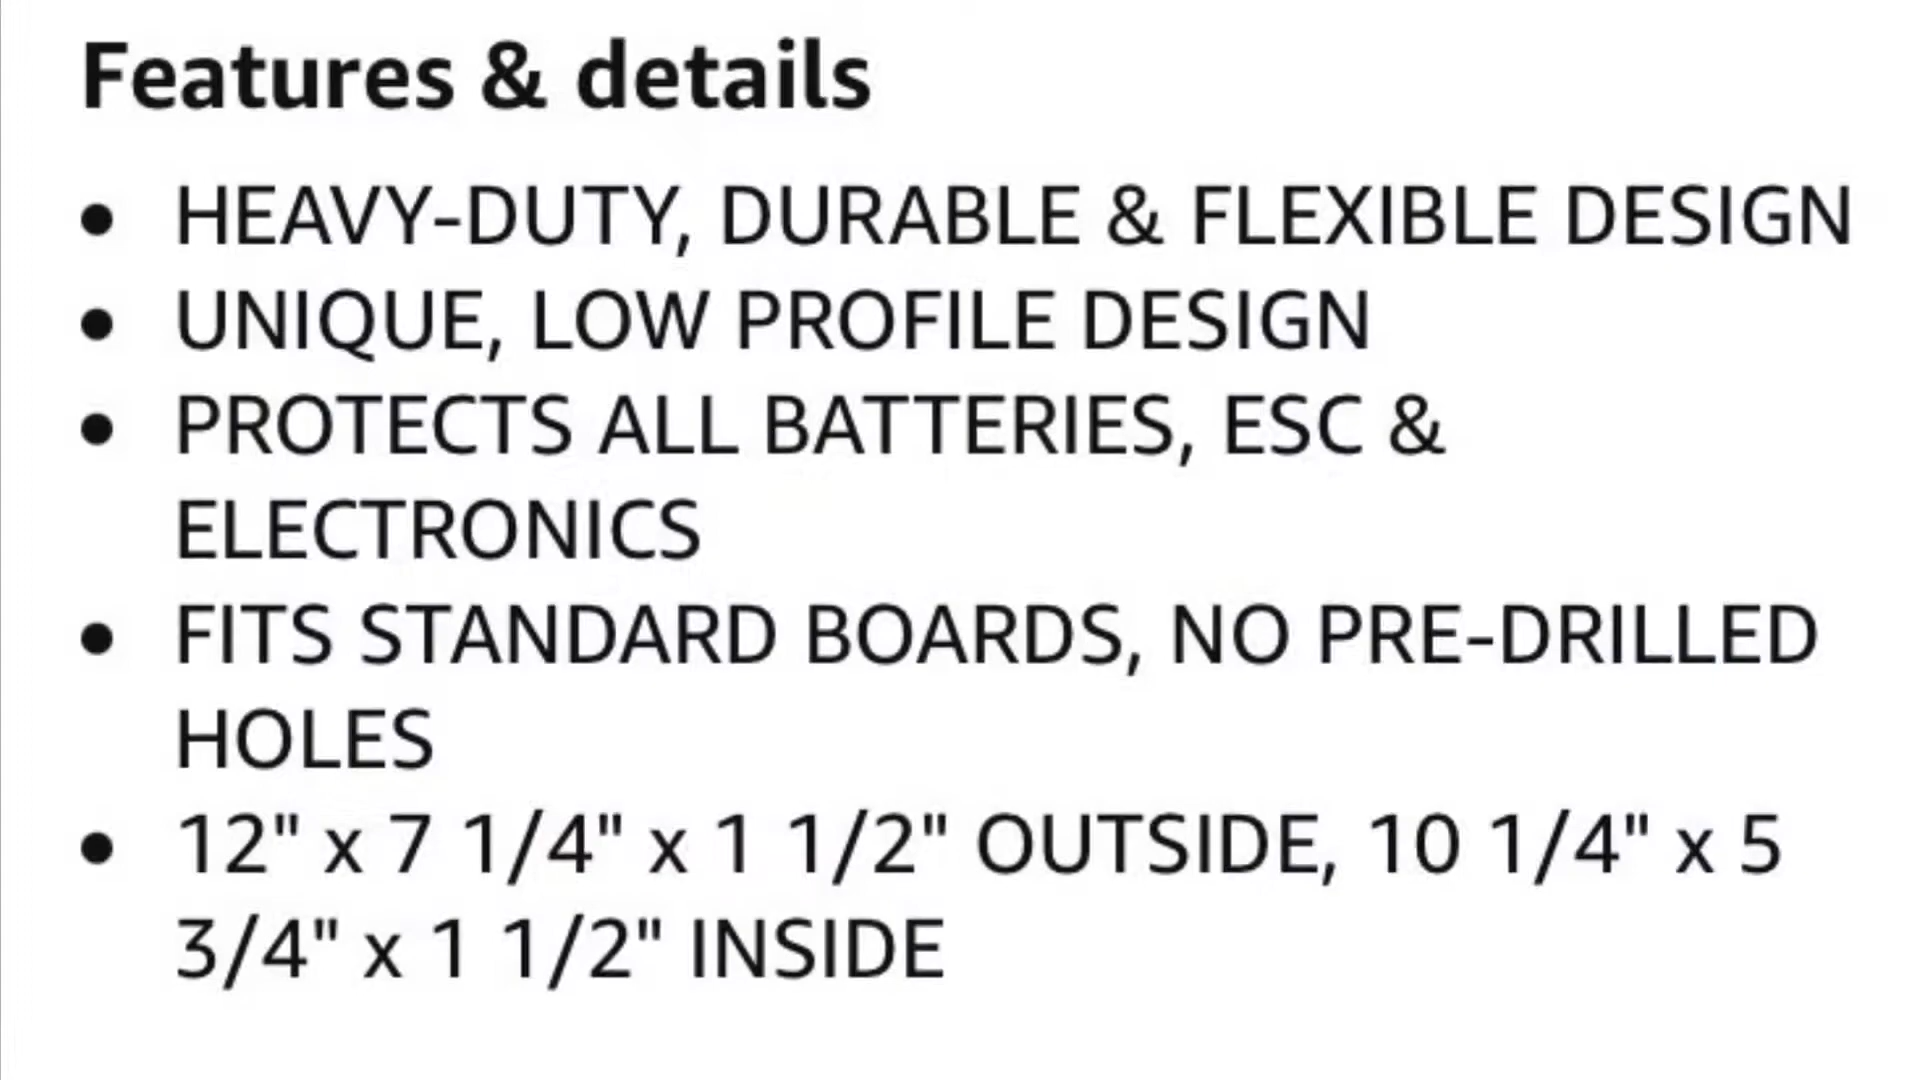 Features & details
HEAVY-DUTY, DURABLE & FLEXIBLE DESIGN
UNIQUE, LOW PROFILE DESIGN
PROTECTS ALL BATTERIES, ESC &
ELECTRONICS
FITS STANDARD BOARDS, NO PRE-DRILLED
HOLES
12" x 7 1/4" x 1 1/2" OUTSIDE, 10 1/4" x 5
3/4" x 1 1/2" INSIDE